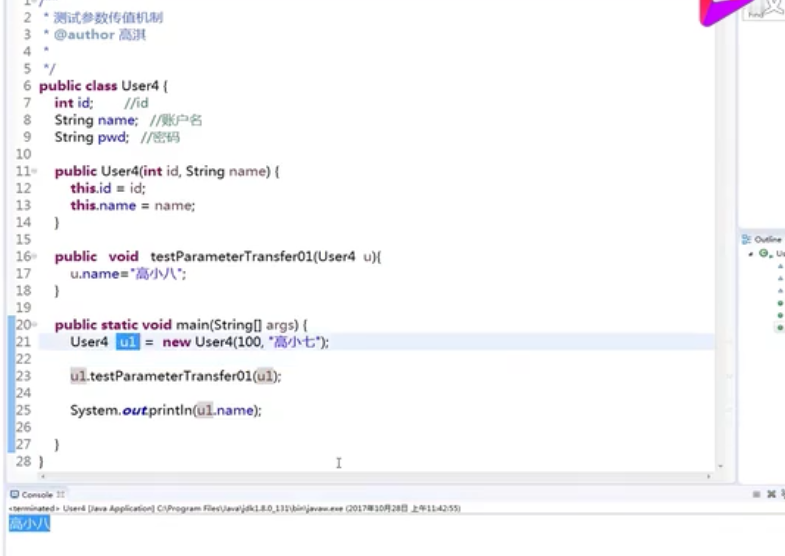 1 /**
2 * 测试参数传值机制
3 * @author 高淇
4 *
5 */
6 public class User4 {
7 int id; //id
8 String name; //账户名
9 String pwd; //密码
10
11 public User4(int id, String name) {
12 this.id = id;
13 this.name = name;
14 }
15
16 public void testParameterTransfer01(User4 u){
17 u.name="高小八";
18 }
19
20 public static void main(String[] args) {
21 User4 u1 = new User4(100, "高小七");
22
23 u1.testParameterTransfer01(u1);
24
25 System.out.println(u1.name);
26
27 }
28 }
Find
Outline
Console
<terminated> User4 [Java Application] C:\Program Files\Java\jdk1.8.0_131\bin\javaw.exe (2017年10月28日 上午11:42:55)
高小八